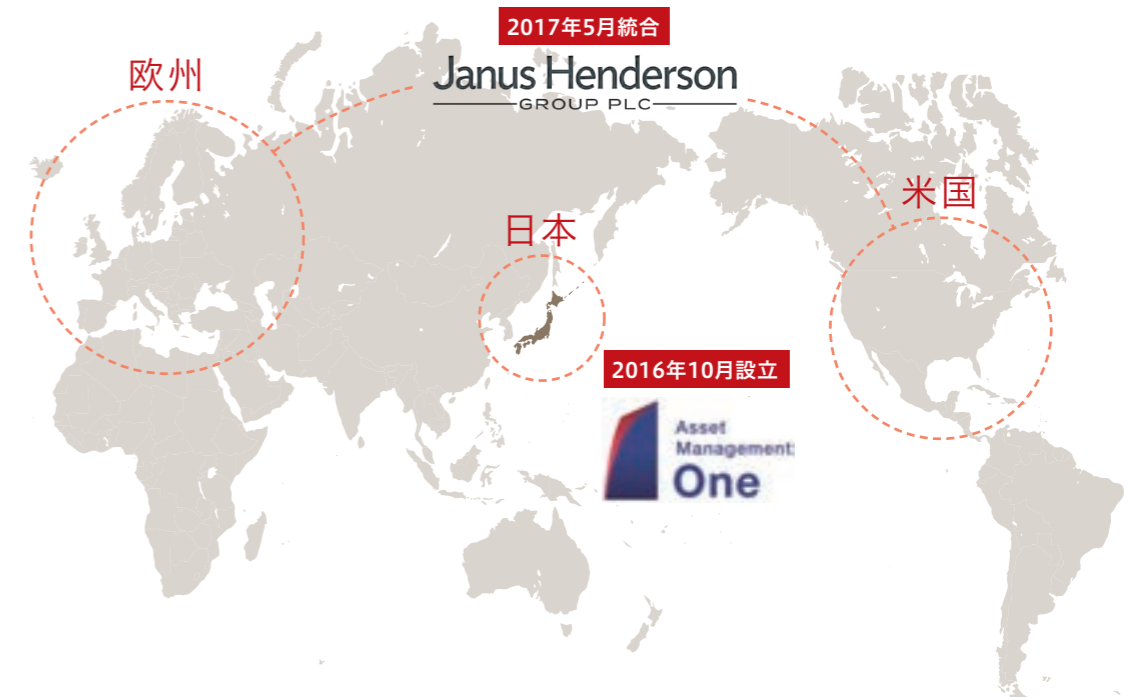 2017年5月統合
Janus Henderson
GROUP PLC
欧州
米国
日本
2016年10月設立
Asset
Management
One